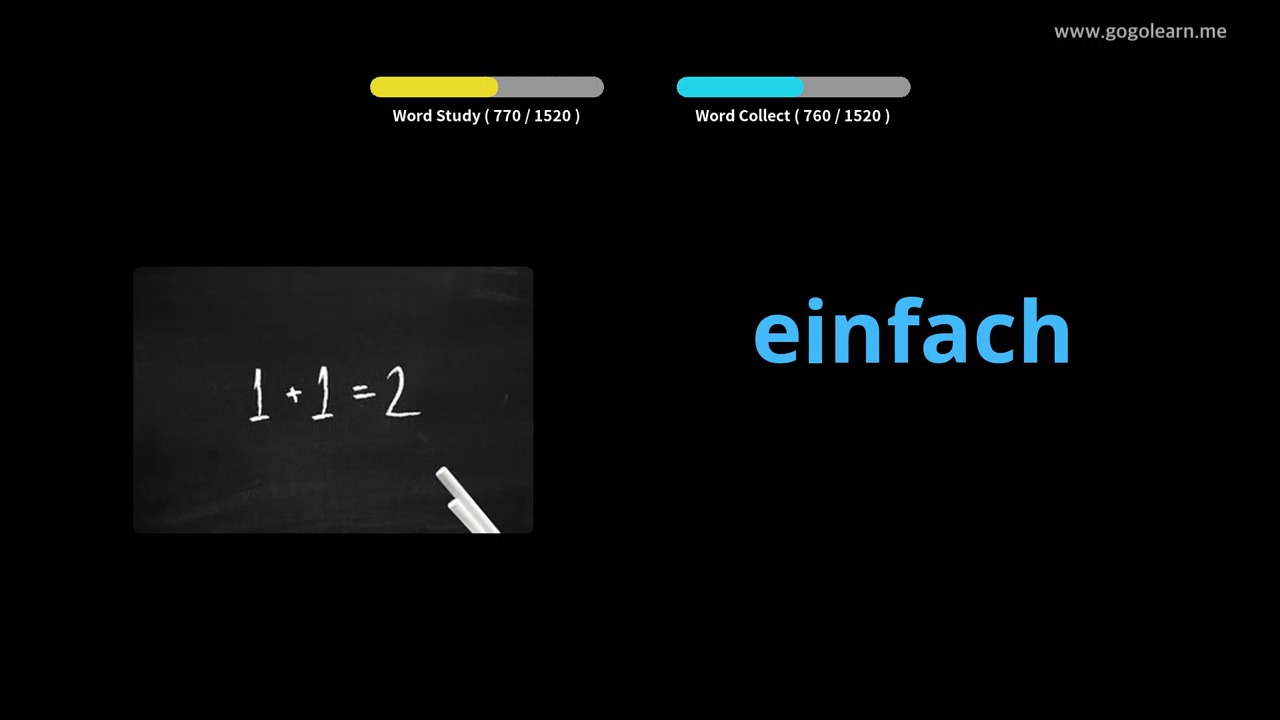 www.gogolearn.me
Word Study ( 770 / 1520 )
Word Collect ( 760 / 1520 )
1 + 1 = 2
einfach